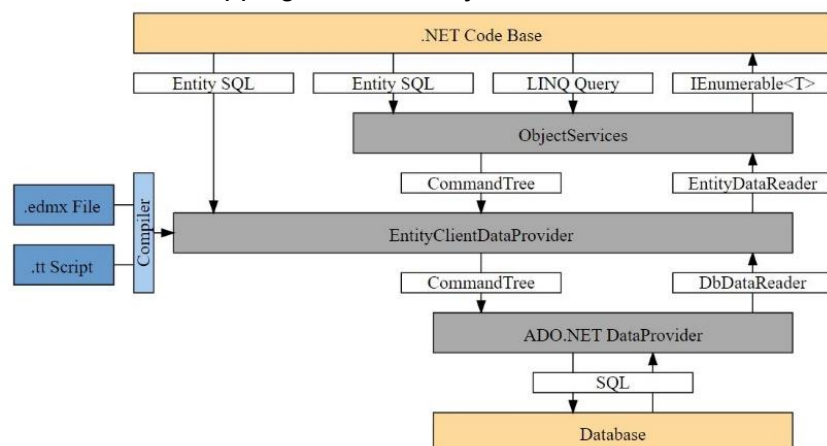 .NET Code Base
Entity SQL
Entity SQL
LINQ Query
IEnumerable<T>
ObjectServices
CommandTree
EntityDataReader
.edmx File
.tt Script
Compiler
EntityClientDataProvider
CommandTree
DbDataReader
ADO.NET DataProvider
SQL
Database